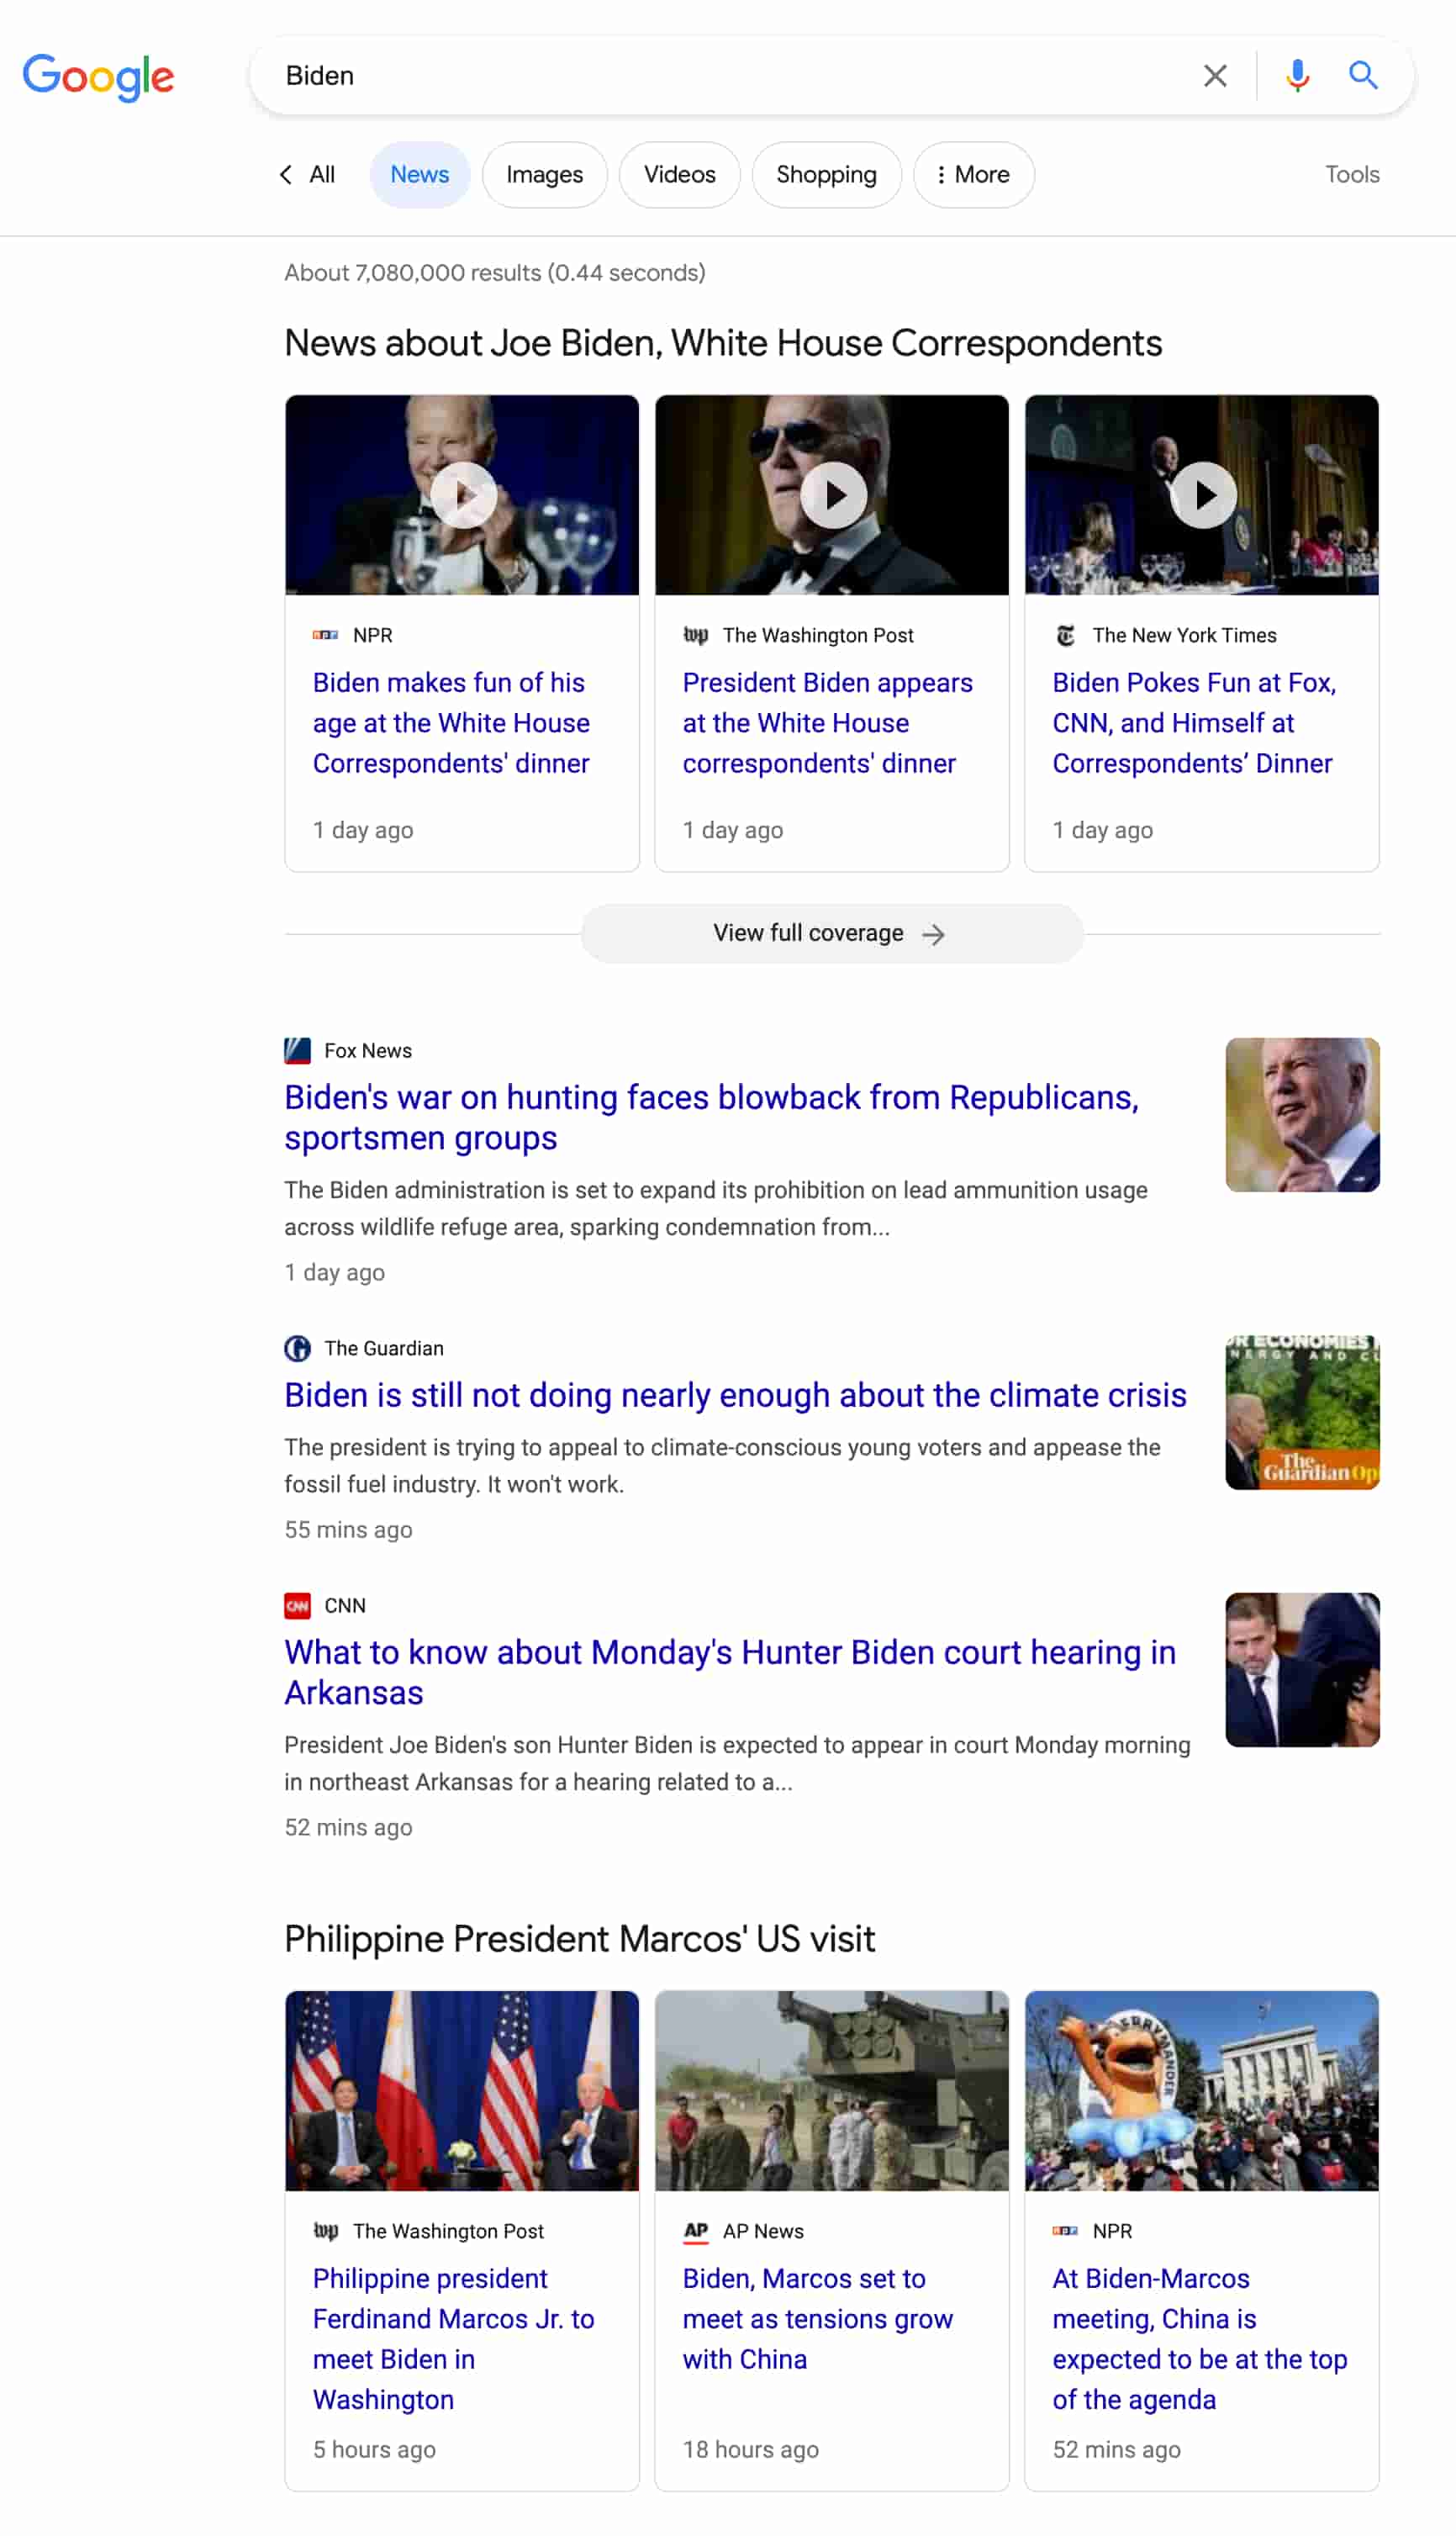 Google
Biden
All
News
Images
Videos
Shopping
More
Tools
About 7,080,000 results (0.44 seconds)
News about Joe Biden, White House Correspondents
npr NPR
Biden makes fun of his
age at the White House
Correspondents' dinner
1 day ago
wp The Washington Post
President Biden appears
at the White House
correspondents' dinner
1 day ago
The New York Times
Biden Pokes Fun at Fox,
CNN, and Himself at
Correspondents’ Dinner
1 day ago
View full coverage
Fox News
Biden's war on hunting faces blowback from Republicans,
sportsmen groups
The Biden administration is set to expand its prohibition on lead ammunition usage
across wildlife refuge area, sparking condemnation from...
1 day ago
The Guardian
Biden is still not doing nearly enough about the climate crisis
The president is trying to appeal to climate-conscious young voters and appease the
fossil fuel industry. It won't work.
55 mins ago
ECONOMIES
AND
The
Guardian Op
CNN CNN
What to know about Monday's Hunter Biden court hearing in
Arkansas
President Joe Biden's son Hunter Biden is expected to appear in court Monday morning
in northeast Arkansas for a hearing related to a...
52 mins ago
Philippine President Marcos' US visit
wp The Washington Post
Philippine president
Ferdinand Marcos Jr. to
meet Biden in
Washington
5 hours ago
AP AP News
Biden, Marcos set to
meet as tensions grow
with China
18 hours ago
npr NPR
At Biden-Marcos
meeting, China is
expected to be at the top
of the agenda
52 mins ago